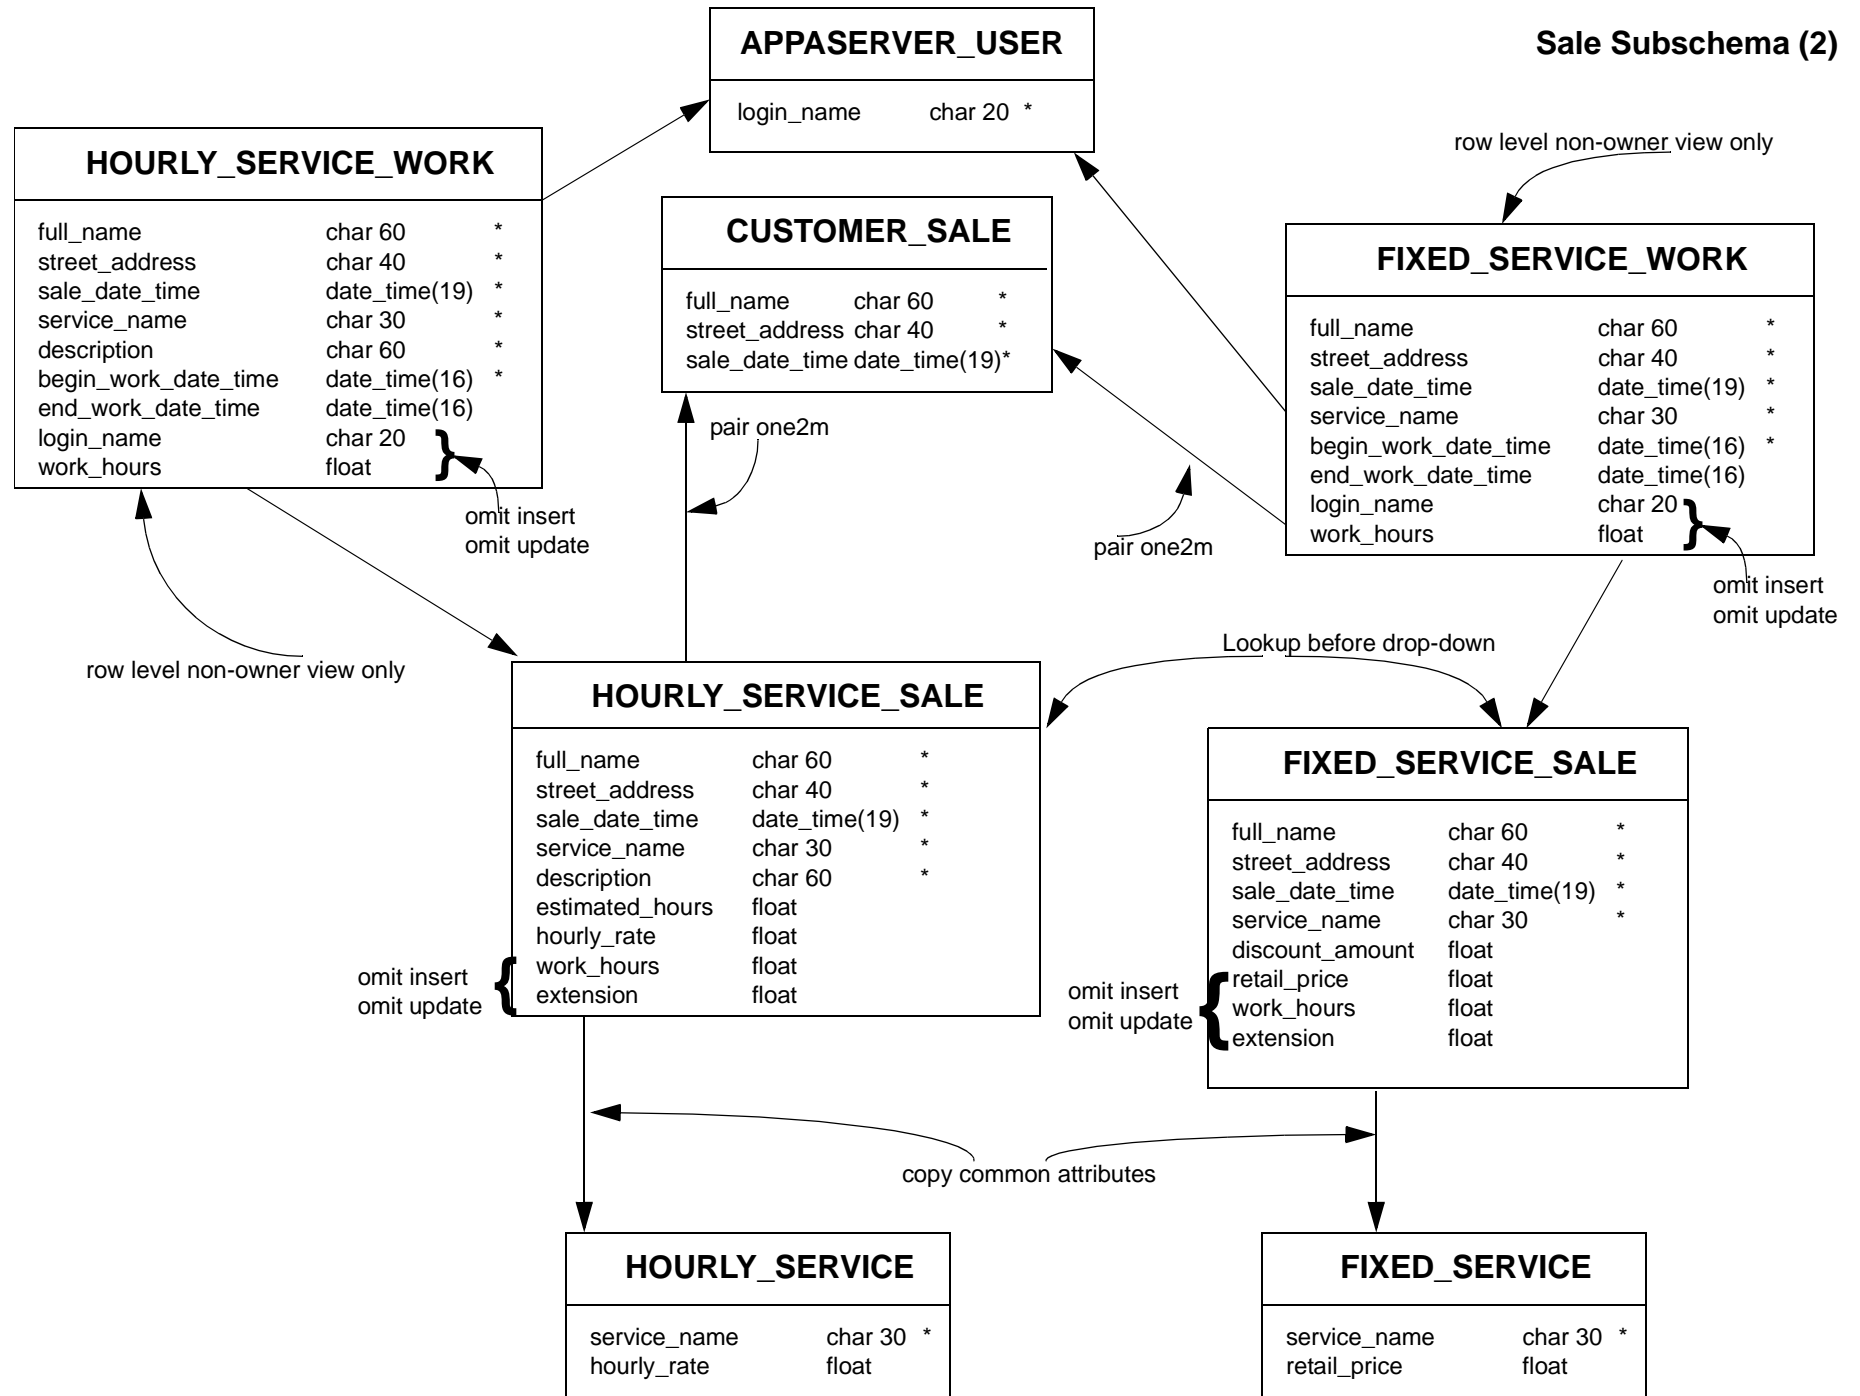 Sale Subschema (2)
APPASERVER_USER
login_name char 20 *
HOURLY_SERVICE_WORK
full_name char 60 *
street_address char 40 *
sale_date_time date_time(19) *
service_name char 30 *
description char 60 *
begin_work_date_time date_time(16) *
end_work_date_time date_time(16)
login_name char 20
work_hours float
omit insert
omit update
row level non-owner view only
CUSTOMER_SALE
full_name char 60 *
street_address char 40 *
sale_date_time date_time(19)*
pair one2m
row level non-owner view only
FIXED_SERVICE_WORK
full_name char 60 *
street_address char 40 *
sale_date_time date_time(19) *
service_name char 30 *
begin_work_date_time date_time(16) *
end_work_date_time date_time(16)
login_name char 20
work_hours float
omit insert
omit update
pair one2m
Lookup before drop-down
HOURLY_SERVICE_SALE
full_name char 60 *
street_address char 40 *
sale_date_time date_time(19) *
service_name char 30 *
description char 60 *
estimated_hours float
hourly_rate float
work_hours float
extension float
omit insert
omit update
FIXED_SERVICE_SALE
full_name char 60 *
street_address char 40 *
sale_date_time date_time(19) *
service_name char 30 *
discount_amount float
retail_price float
work_hours float
extension float
omit insert
omit update
copy common attributes
HOURLY_SERVICE
service_name char 30 *
hourly_rate float
FIXED_SERVICE
service_name char 30 *
retail_price float